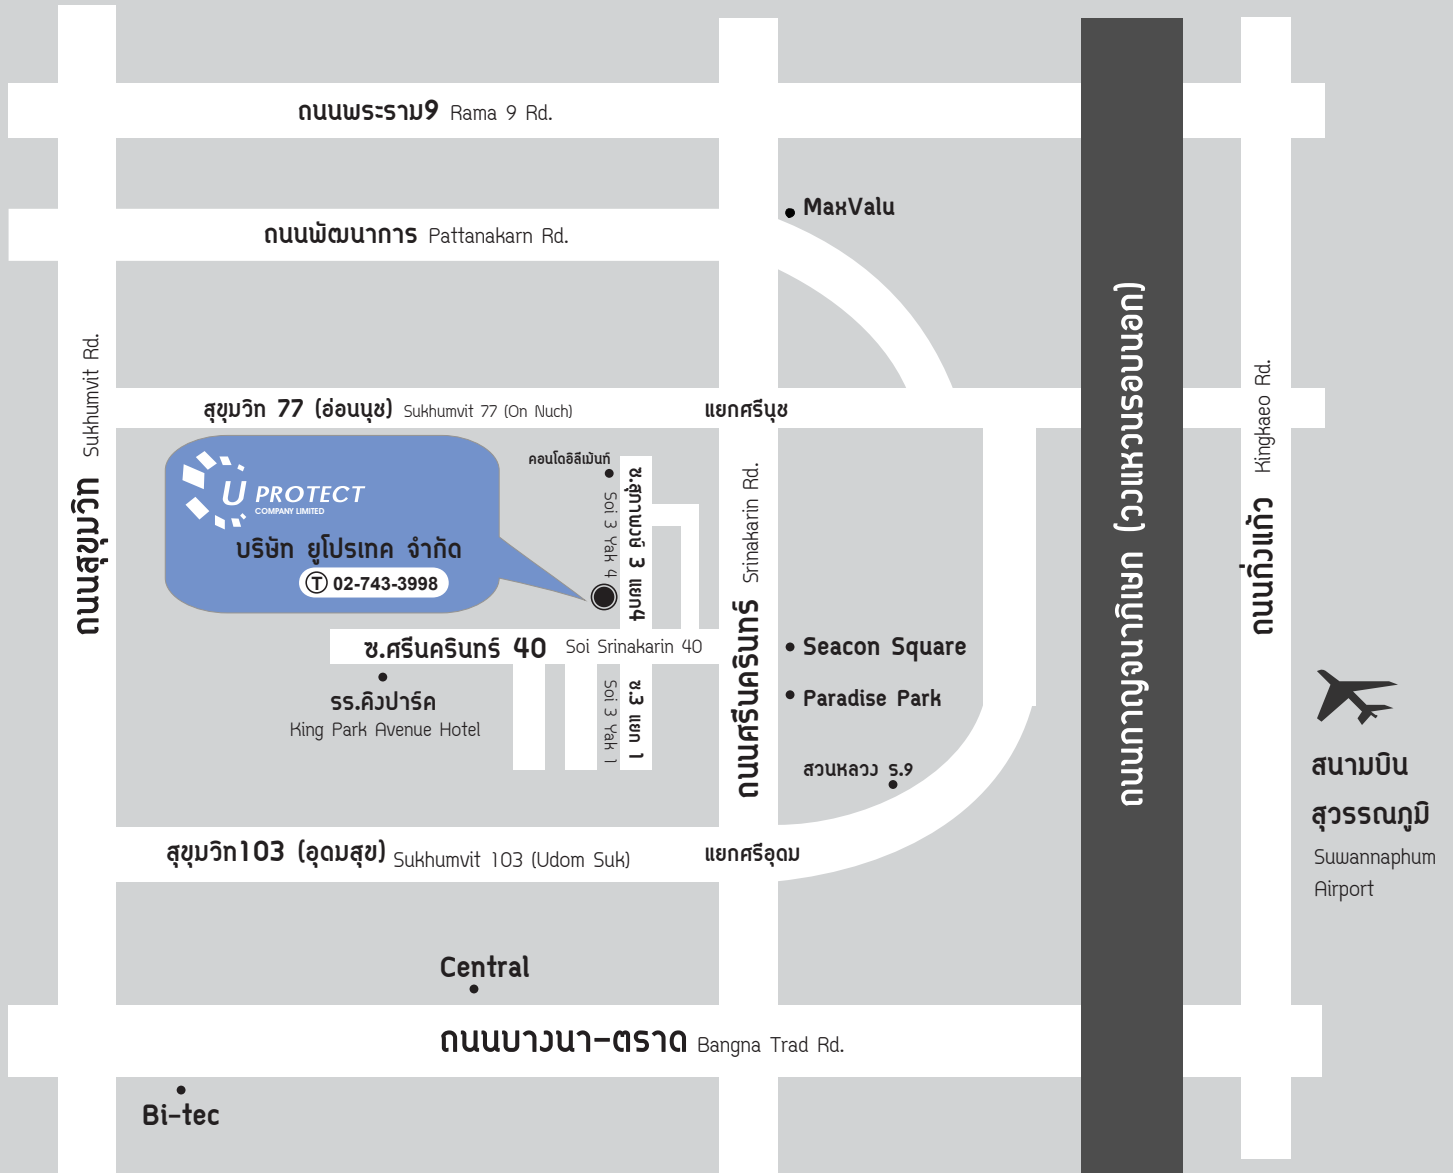 ถนนพระราม9 Rama 9 Rd.
MaxValu
ถนนพัฒนาการ Pattanakarn Rd.
ถนนสุขุมวิท Sukhumvit Rd.
สุขุมวิท 77 (อ่อนนุช) Sukhumvit 77 (On Nuch)
แยกศรีนุช
U PROTECT
COMPANY LIMITED
บริษัท ยูโปรเทค จำกัด
T 02-743-3998
คอนโดอิลีเม้นท์
Soi 3 Yak 4
ซ.สุภาพงษ์ 3 แยก4
ซ.ศรีนครินทร์ 40 Soi Srinakarin 40
รร.คิงปาร์ค
King Park Avenue Hotel
Soi 3 Yak 1
ซ.3 แยก 1
ถนนศรีนครินทร์ Srinakarin Rd.
Seacon Square
Paradise Park
สวนหลวง ร.9
ถนนกาญจนาภิเษก (วงแหวนรอบนอก)
ถนนกิ่งแก้ว Kingkaeo Rd.
สนามบิน
สุวรรณภูมิ
Suwannaphum
Airport
สุขุมวิท103 (อุดมสุข) Sukhumvit 103 (Udom Suk)
แยกศรีอุดม
Central
ถนนบางนา-ตราด Bangna Trad Rd.
Bi-tec